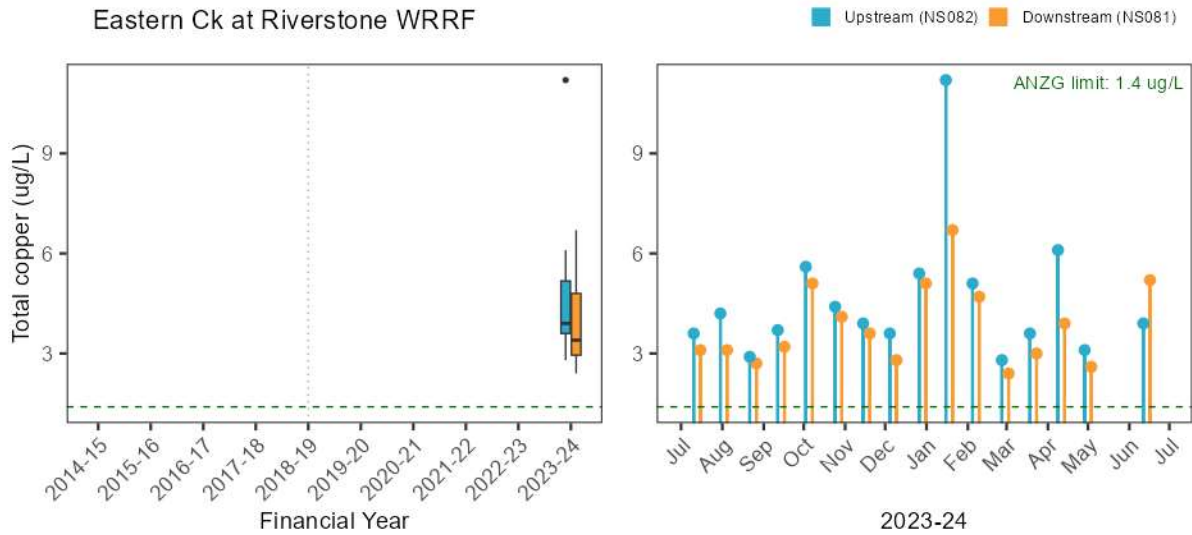 Eastern Ck at Riverstone WRRF
Upstream (NS082) Downstream (NS081)
Total copper (ug/L)
9
6
3
2014-15 2015-16 2016-17 2017-18 2018-19 2019-20 2020-21 2021-22 2022-23 2023-24
Financial Year
ANZG limit: 1.4 ug/L
9
6
3
Jul Aug Sep Oct Nov Dec Jan Feb Mar Apr May Jun Jul
2023-24